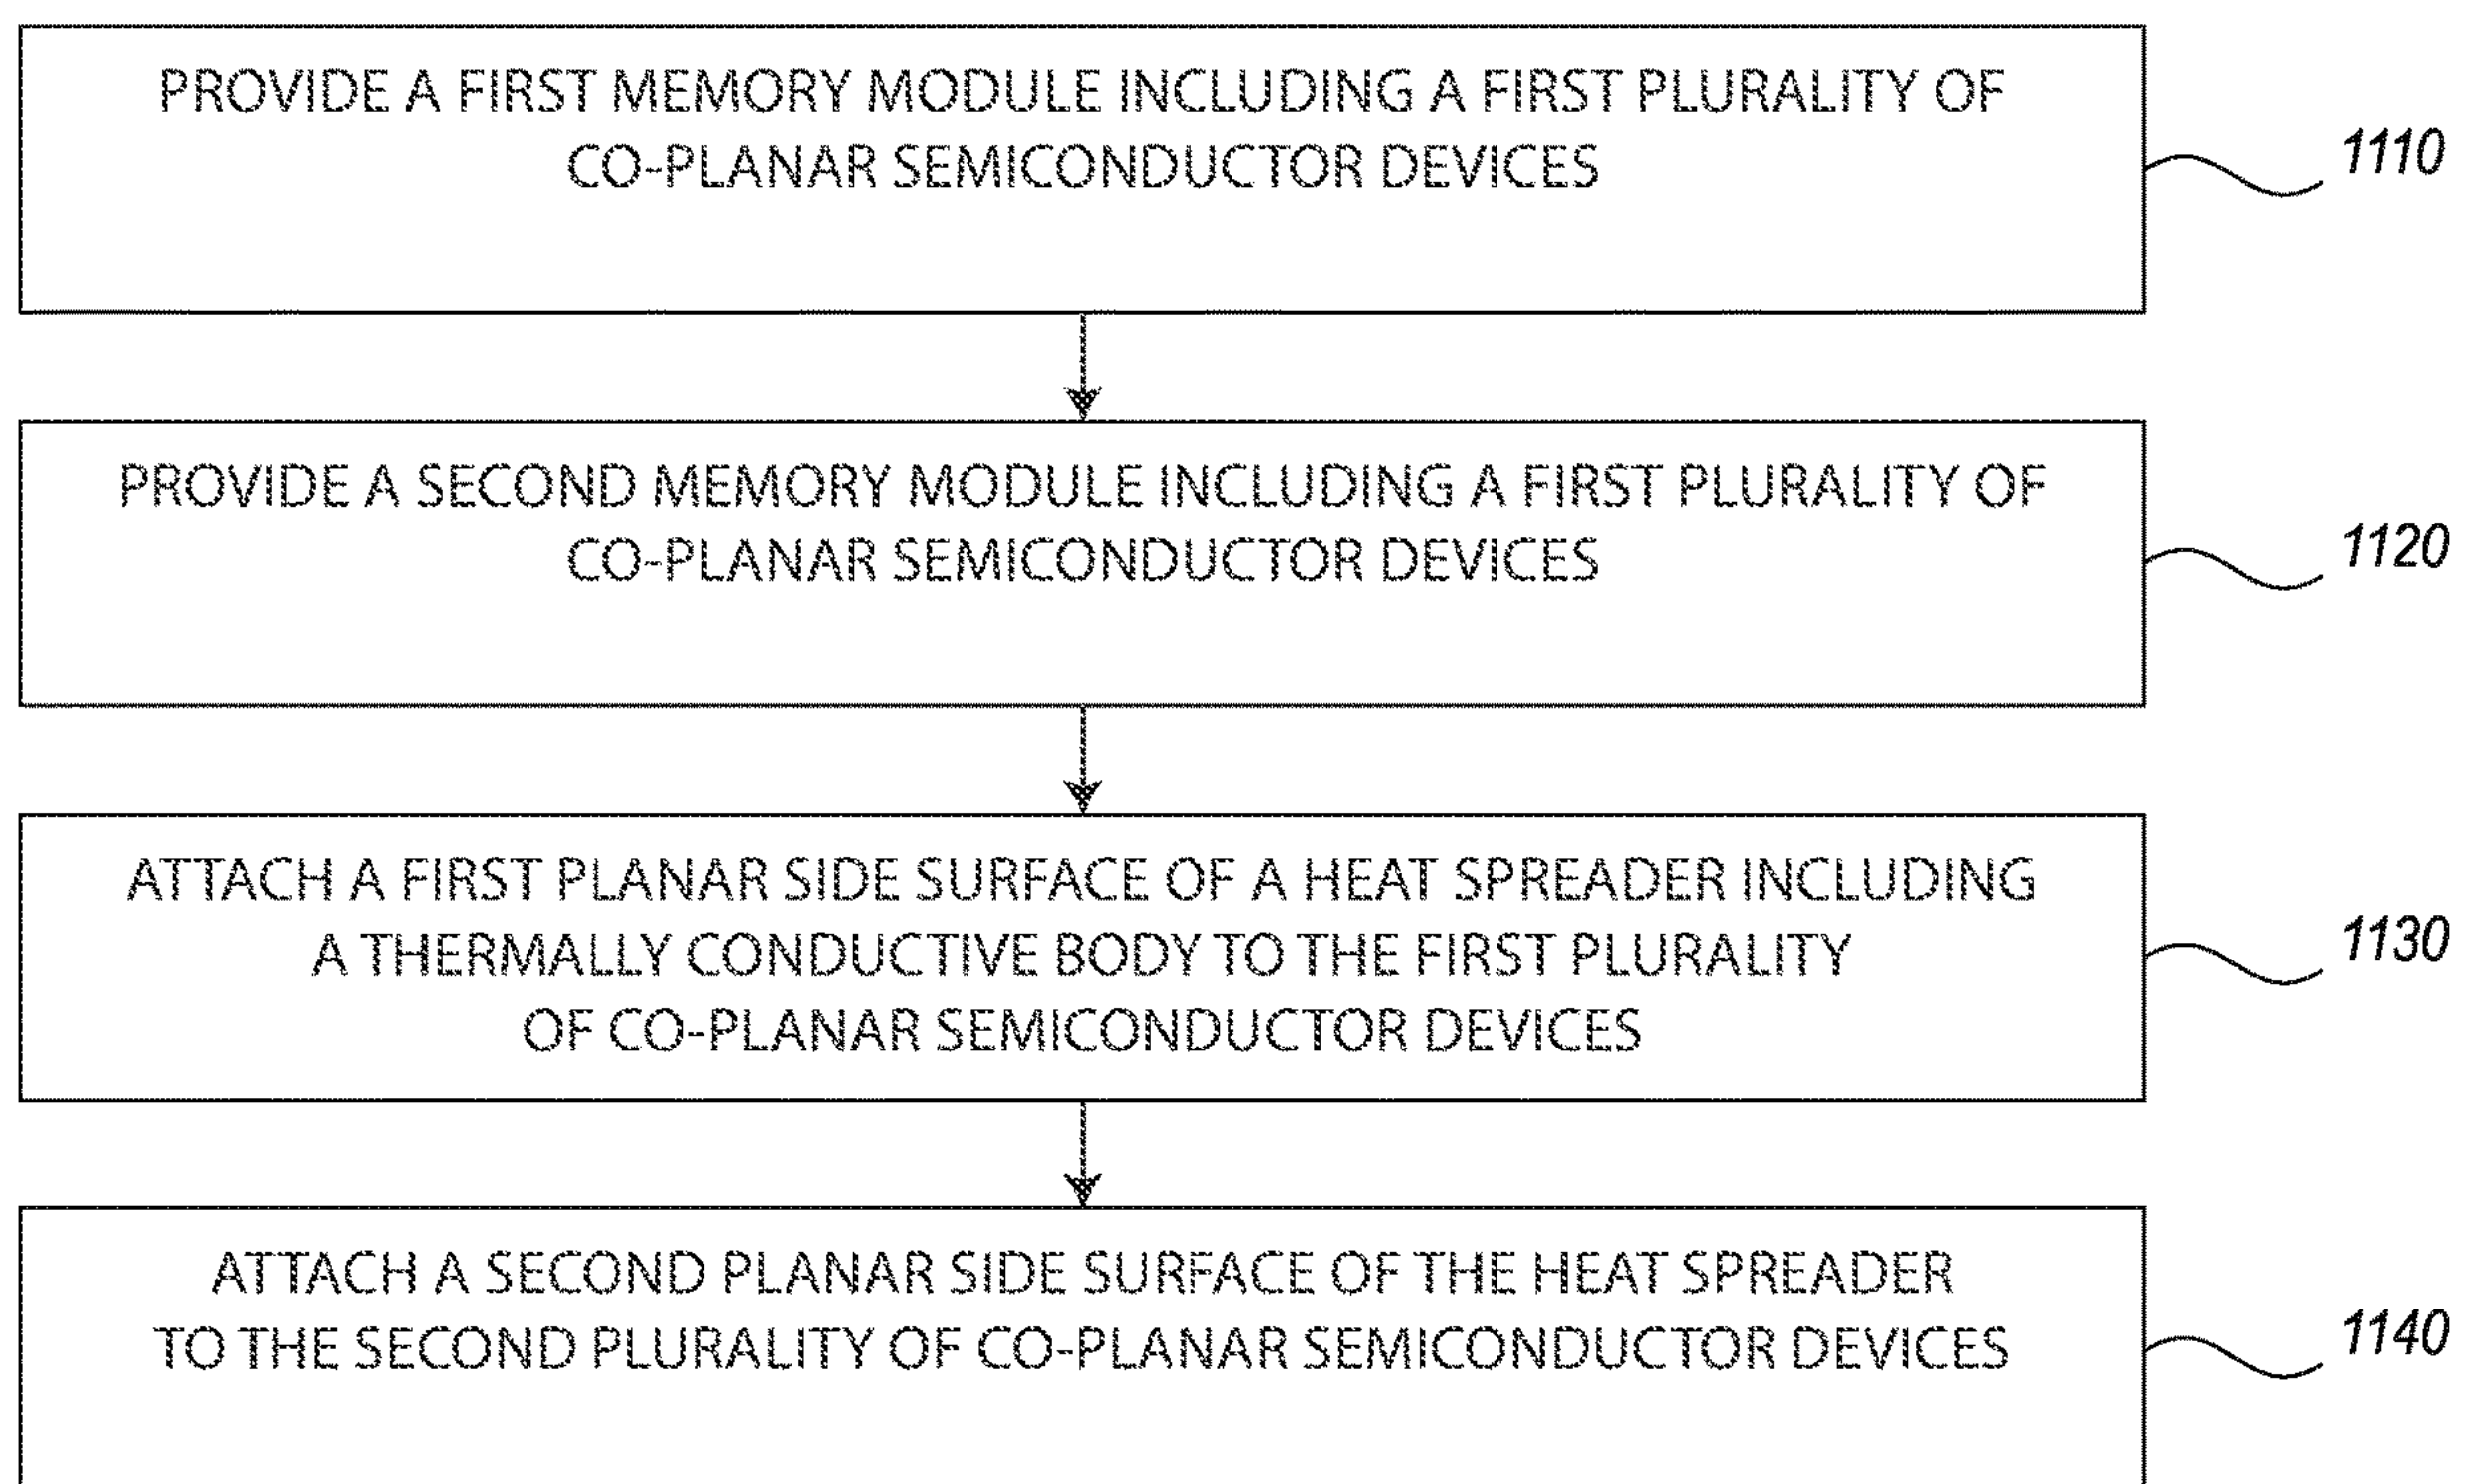 PROVIDE A FIRST MEMORY MODULE INCLUDING A FIRST PLURALITY OF
CO-PLANAR SEMICONDUCTOR DEVICES
1110
PROVIDE A SECOND MEMORY MODULE INCLUDING A FIRST PLURALITY OF
CO-PLANAR SEMICONDUCTOR DEVICES
1120
ATTACH A FIRST PLANAR SIDE SURFACE OF A HEAT SPREADER INCLUDING
A THERMALLY CONDUCTIVE BODY TO THE FIRST PLURALITY
OF CO-PLANAR SEMICONDUCTOR DEVICES
1130
ATTACH A SECOND PLANAR SIDE SURFACE OF THE HEAT SPREADER
TO THE SECOND PLURALITY OF CO-PLANAR SEMICONDUCTOR DEVICES
1140